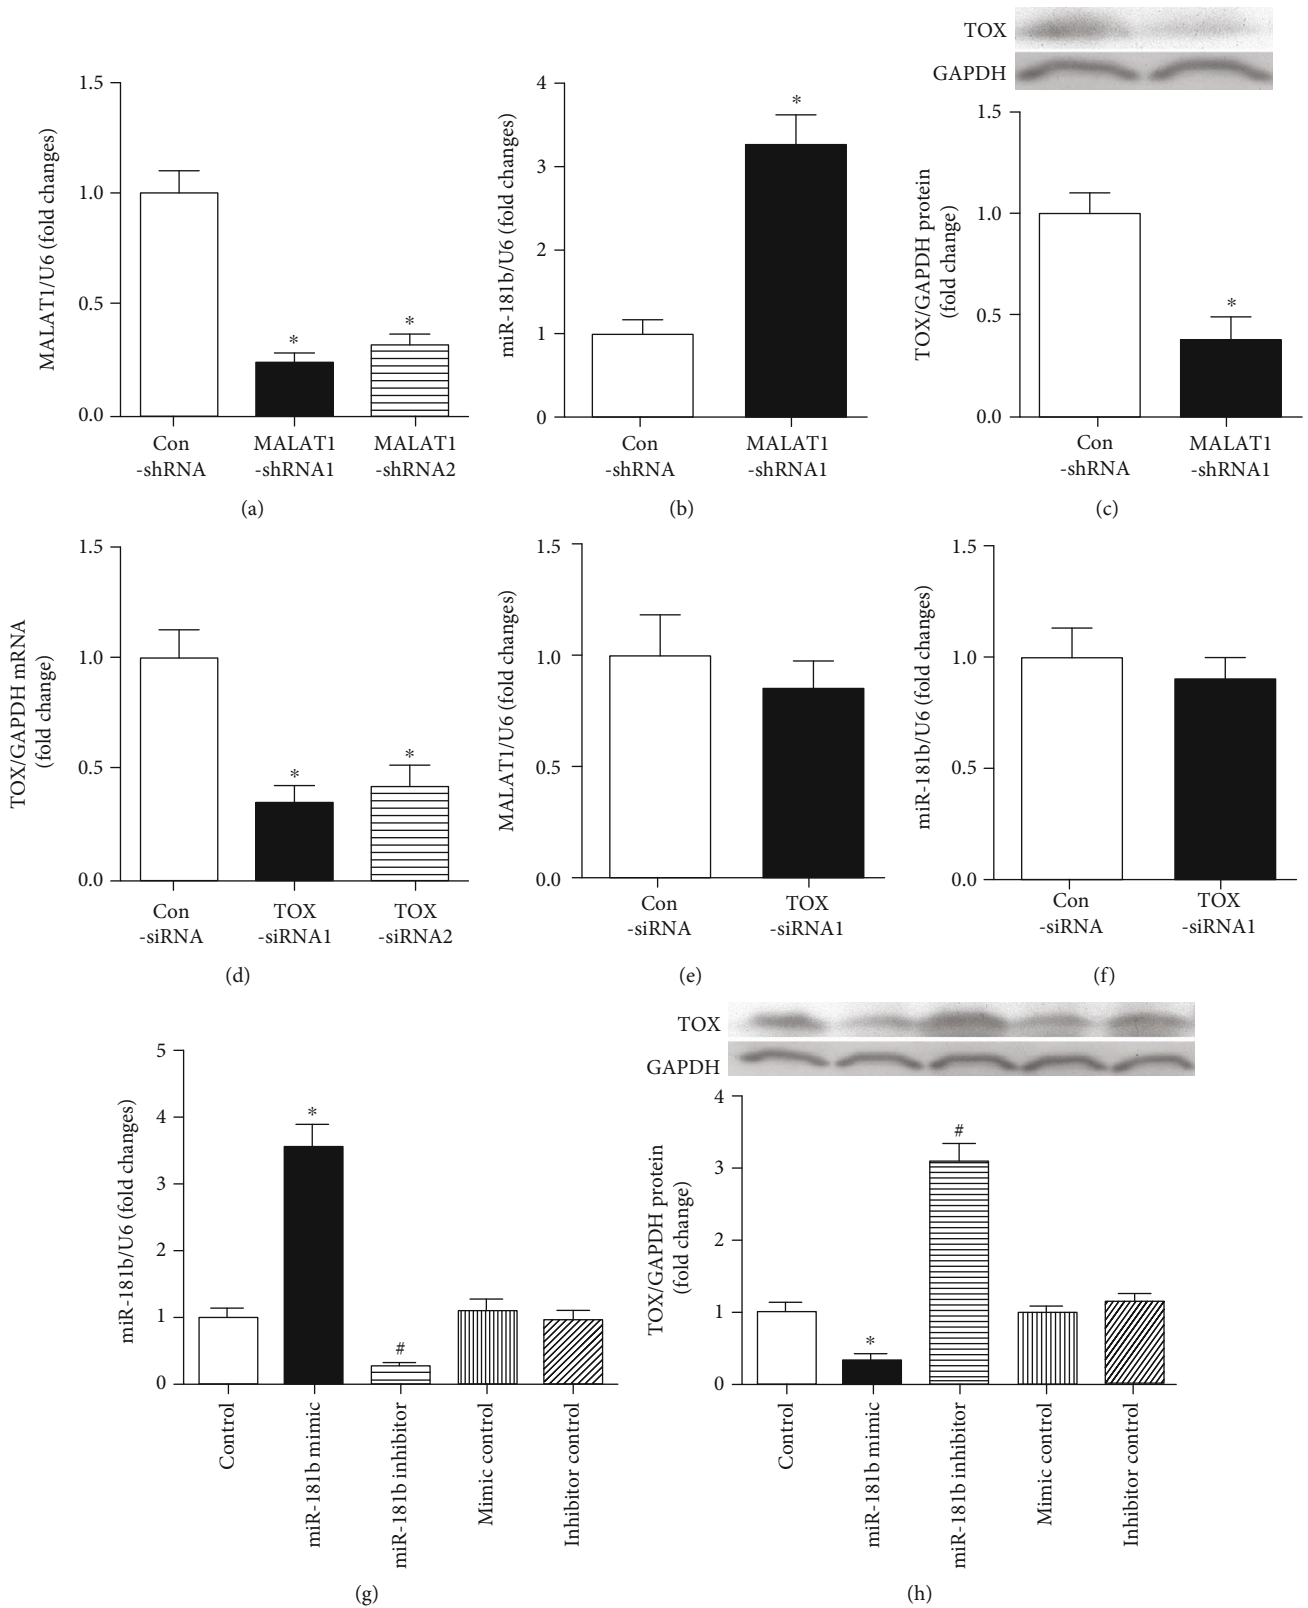 MALAT1/U6 (fold changes)
1.5
1.0
0.5
0.0
*
*
Con
-shRNA
MALAT1
-shRNA1
MALAT1
-shRNA2
(a)
miR-181b/U6 (fold changes)
4
3
2
1
0
*
Con
-shRNA
MALAT1
-shRNA1
(b)
TOX
GAPDH
TOX/GAPDH protein
(fold change)
1.5
1.0
0.5
0.0
*
Con
-shRNA
MALAT1
-shRNA1
(c)
TOX/GAPDH mRNA
(fold change)
1.5
1.0
0.5
0.0
*
*
Con
-siRNA
TOX
-siRNA1
TOX
-siRNA2
(d)
MALAT1/U6 (fold changes)
1.5
1.0
0.5
0.0
Con
-siRNA
TOX
-siRNA1
(e)
miR-181b/U6 (fold changes)
1.5
1.0
0.5
0.0
Con
-siRNA
TOX
-siRNA1
(f)
miR-181b/U6 (fold changes)
5
4
3
2
1
0
*
#
Control
miR-181b mimic
miR-181b inhibitor
Mimic control
Inhibitor control
(g)
TOX
GAPDH
TOX/GAPDH protein
(fold change)
4
3
2
1
0
*
#
Control
miR-181b mimic
miR-181b inhibitor
Mimic control
Inhibitor control
(h)